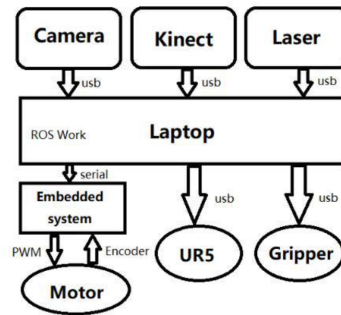 Camera
Kinect
Laser
usb
usb
usb
ROS Work
Laptop
serial
usb
usb
Embedded
system
PWM
Encoder
UR5
Gripper
Motor